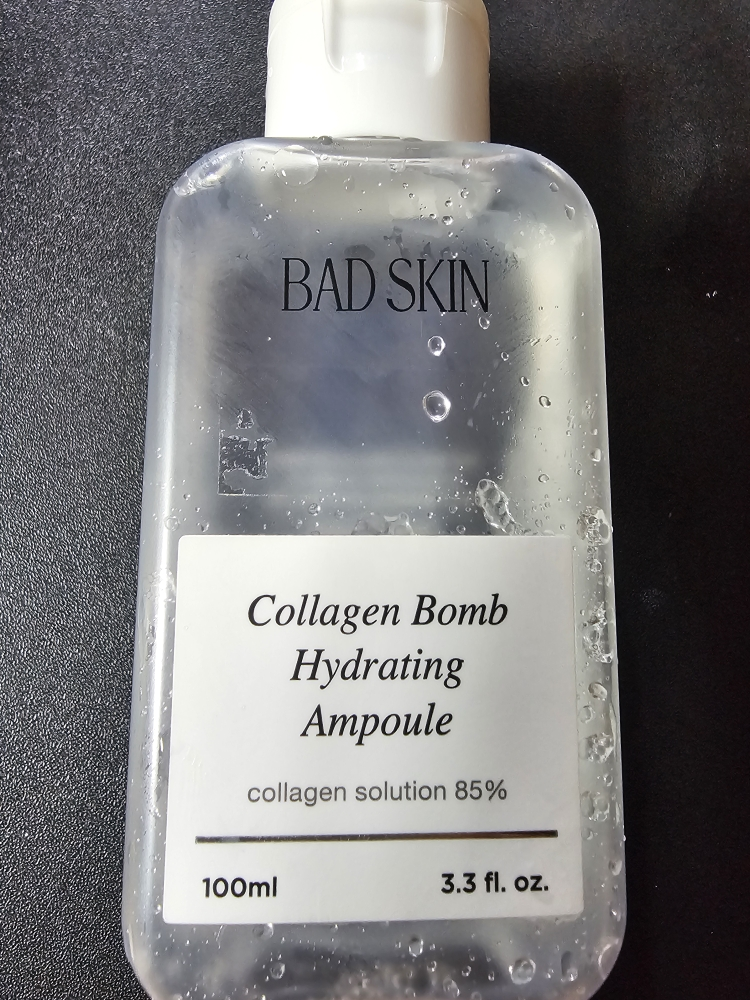 BAD SKIN
Collagen Bomb
Hydrating
Ampoule
collagen solution 85%
100ml 3.3 fl. oz.